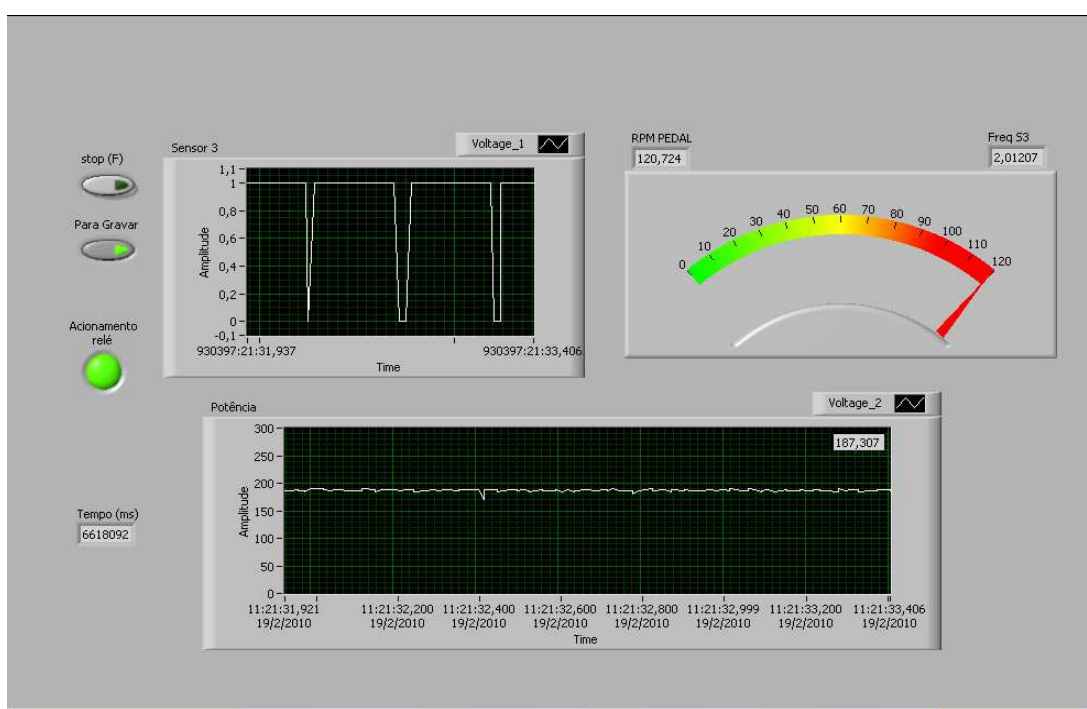 stop (F)
Para Gravar
Acionamento
relé
Tempo (ms)
6618092
Sensor 3
Voltage_1
1,1
1
0,8
0,6
0,4
0,2
0
-0,1
Amplitude
930397:21:31,937 930397:21:33,406
Time
RPM PEDAL
120,724
Freq S3
2,01207
0 10 20 30 40 50 60 70 80 90 100 110 120
Potência
Voltage_2
187,307
300
250
200
150
100
50
0
Amplitude
11:21:31,921 11:21:32,200 11:21:32,400 11:21:32,600 11:21:32,800 11:21:32,999 11:21:33,200 11:21:33,406
19/2/2010 19/2/2010 19/2/2010 19/2/2010 19/2/2010 19/2/2010 19/2/2010 19/2/2010
Time